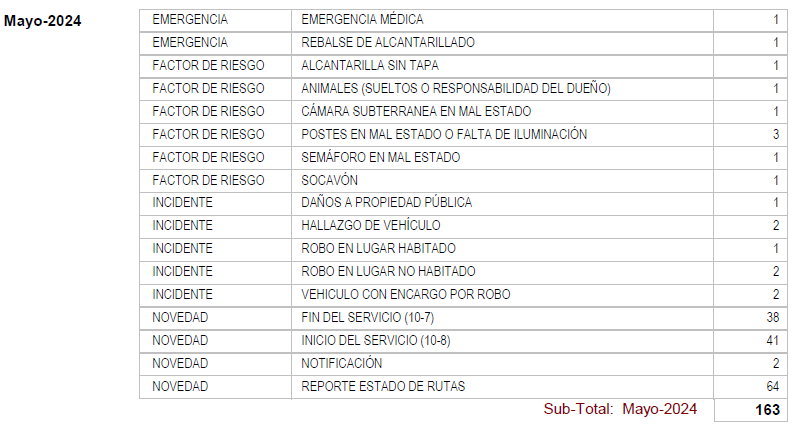 Mayo-2024
EMERGENCIA EMERGENCIA MÉDICA 1
EMERGENCIA REBALSE DE ALCANTARILLADO 1
FACTOR DE RIESGO ALCANTARILLA SIN TAPA 1
FACTOR DE RIESGO ANIMALES (SUELTOS O RESPONSABILIDAD DEL DUEÑO) 1
FACTOR DE RIESGO CÁMARA SUBTERRANEA EN MAL ESTADO 1
FACTOR DE RIESGO POSTES EN MAL ESTADO O FALTA DE ILUMINACIÓN 3
FACTOR DE RIESGO SEMÁFORO EN MAL ESTADO 1
FACTOR DE RIESGO SOCAVÓN 1
INCIDENTE DAÑOS A PROPIEDAD PÚBLICA 1
INCIDENTE HALLAZGO DE VEHÍCULO 2
INCIDENTE ROBO EN LUGAR HABITADO 1
INCIDENTE ROBO EN LUGAR NO HABITADO 2
INCIDENTE VEHICULO CON ENCARGO POR ROBO 2
NOVEDAD FIN DEL SERVICIO (10-7) 38
NOVEDAD INICIO DEL SERVICIO (10-8) 41
NOVEDAD NOTIFICACIÓN 2
NOVEDAD REPORTE ESTADO DE RUTAS 64
Sub-Total: Mayo-2024 163